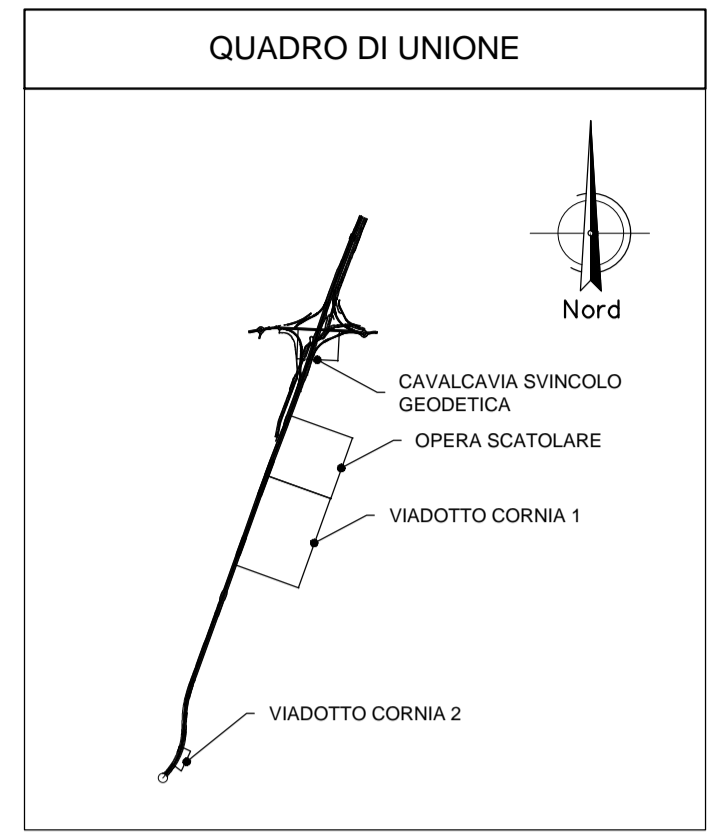 QUADRO DI UNIONE
Nord
CAVALCAVIA SVINCOLO
GEODETICA
OPERA SCATOLARE
VIADOTTO CORNIA 1
VIADOTTO CORNIA 2